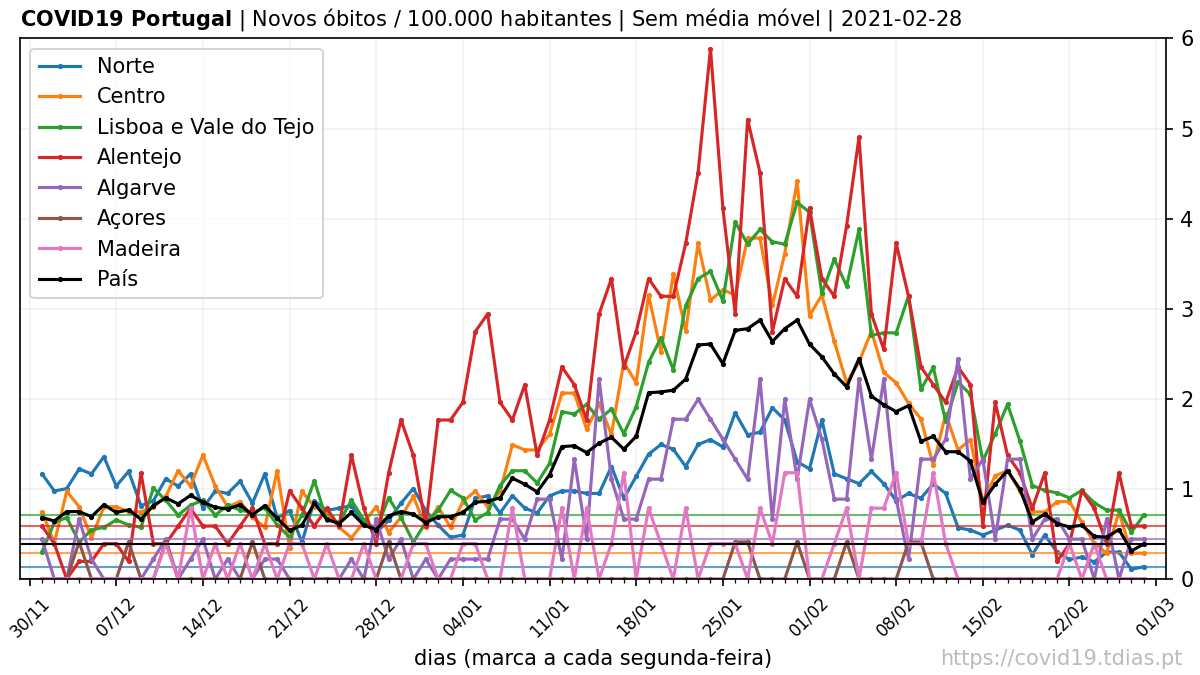 COVID19 Portugal | Novos óbitos / 100.000 habitantes | Sem média móvel | 2021-02-28
Norte
Centro
Lisboa e Vale do Tejo
Alentejo
Algarve
Açores
Madeira
País
6
5
4
3
2
1
0
30/11
07/12
14/12
21/12
28/12
04/01
11/01
18/01
25/01
01/02
08/02
15/02
22/02
01/03
dias (marca a cada segunda-feira)
https://covid19.tdias.pt